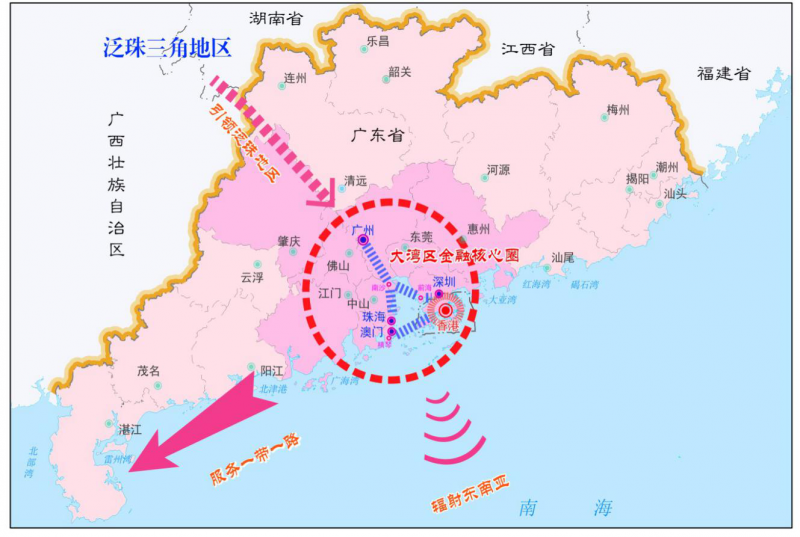 湖南省
乐昌
泛珠三角地区
江西省
韶关
福建省
连州
梅州
广西壮族自治区
引领泛珠地区
广东省
清远
河源
潮州
揭阳
汕头
广州
东莞
惠州
肇庆
佛山
大湾区金融核心圈
汕尾
云浮
红海湾
碣石湾
南沙
前海
深圳
大亚湾
江门
中山
珠海
香港
澳门
横琴
茂名
阳江
北津港
广海湾
湛江
雷州湾
北部湾
服务一带一路
辐射东南亚
南海